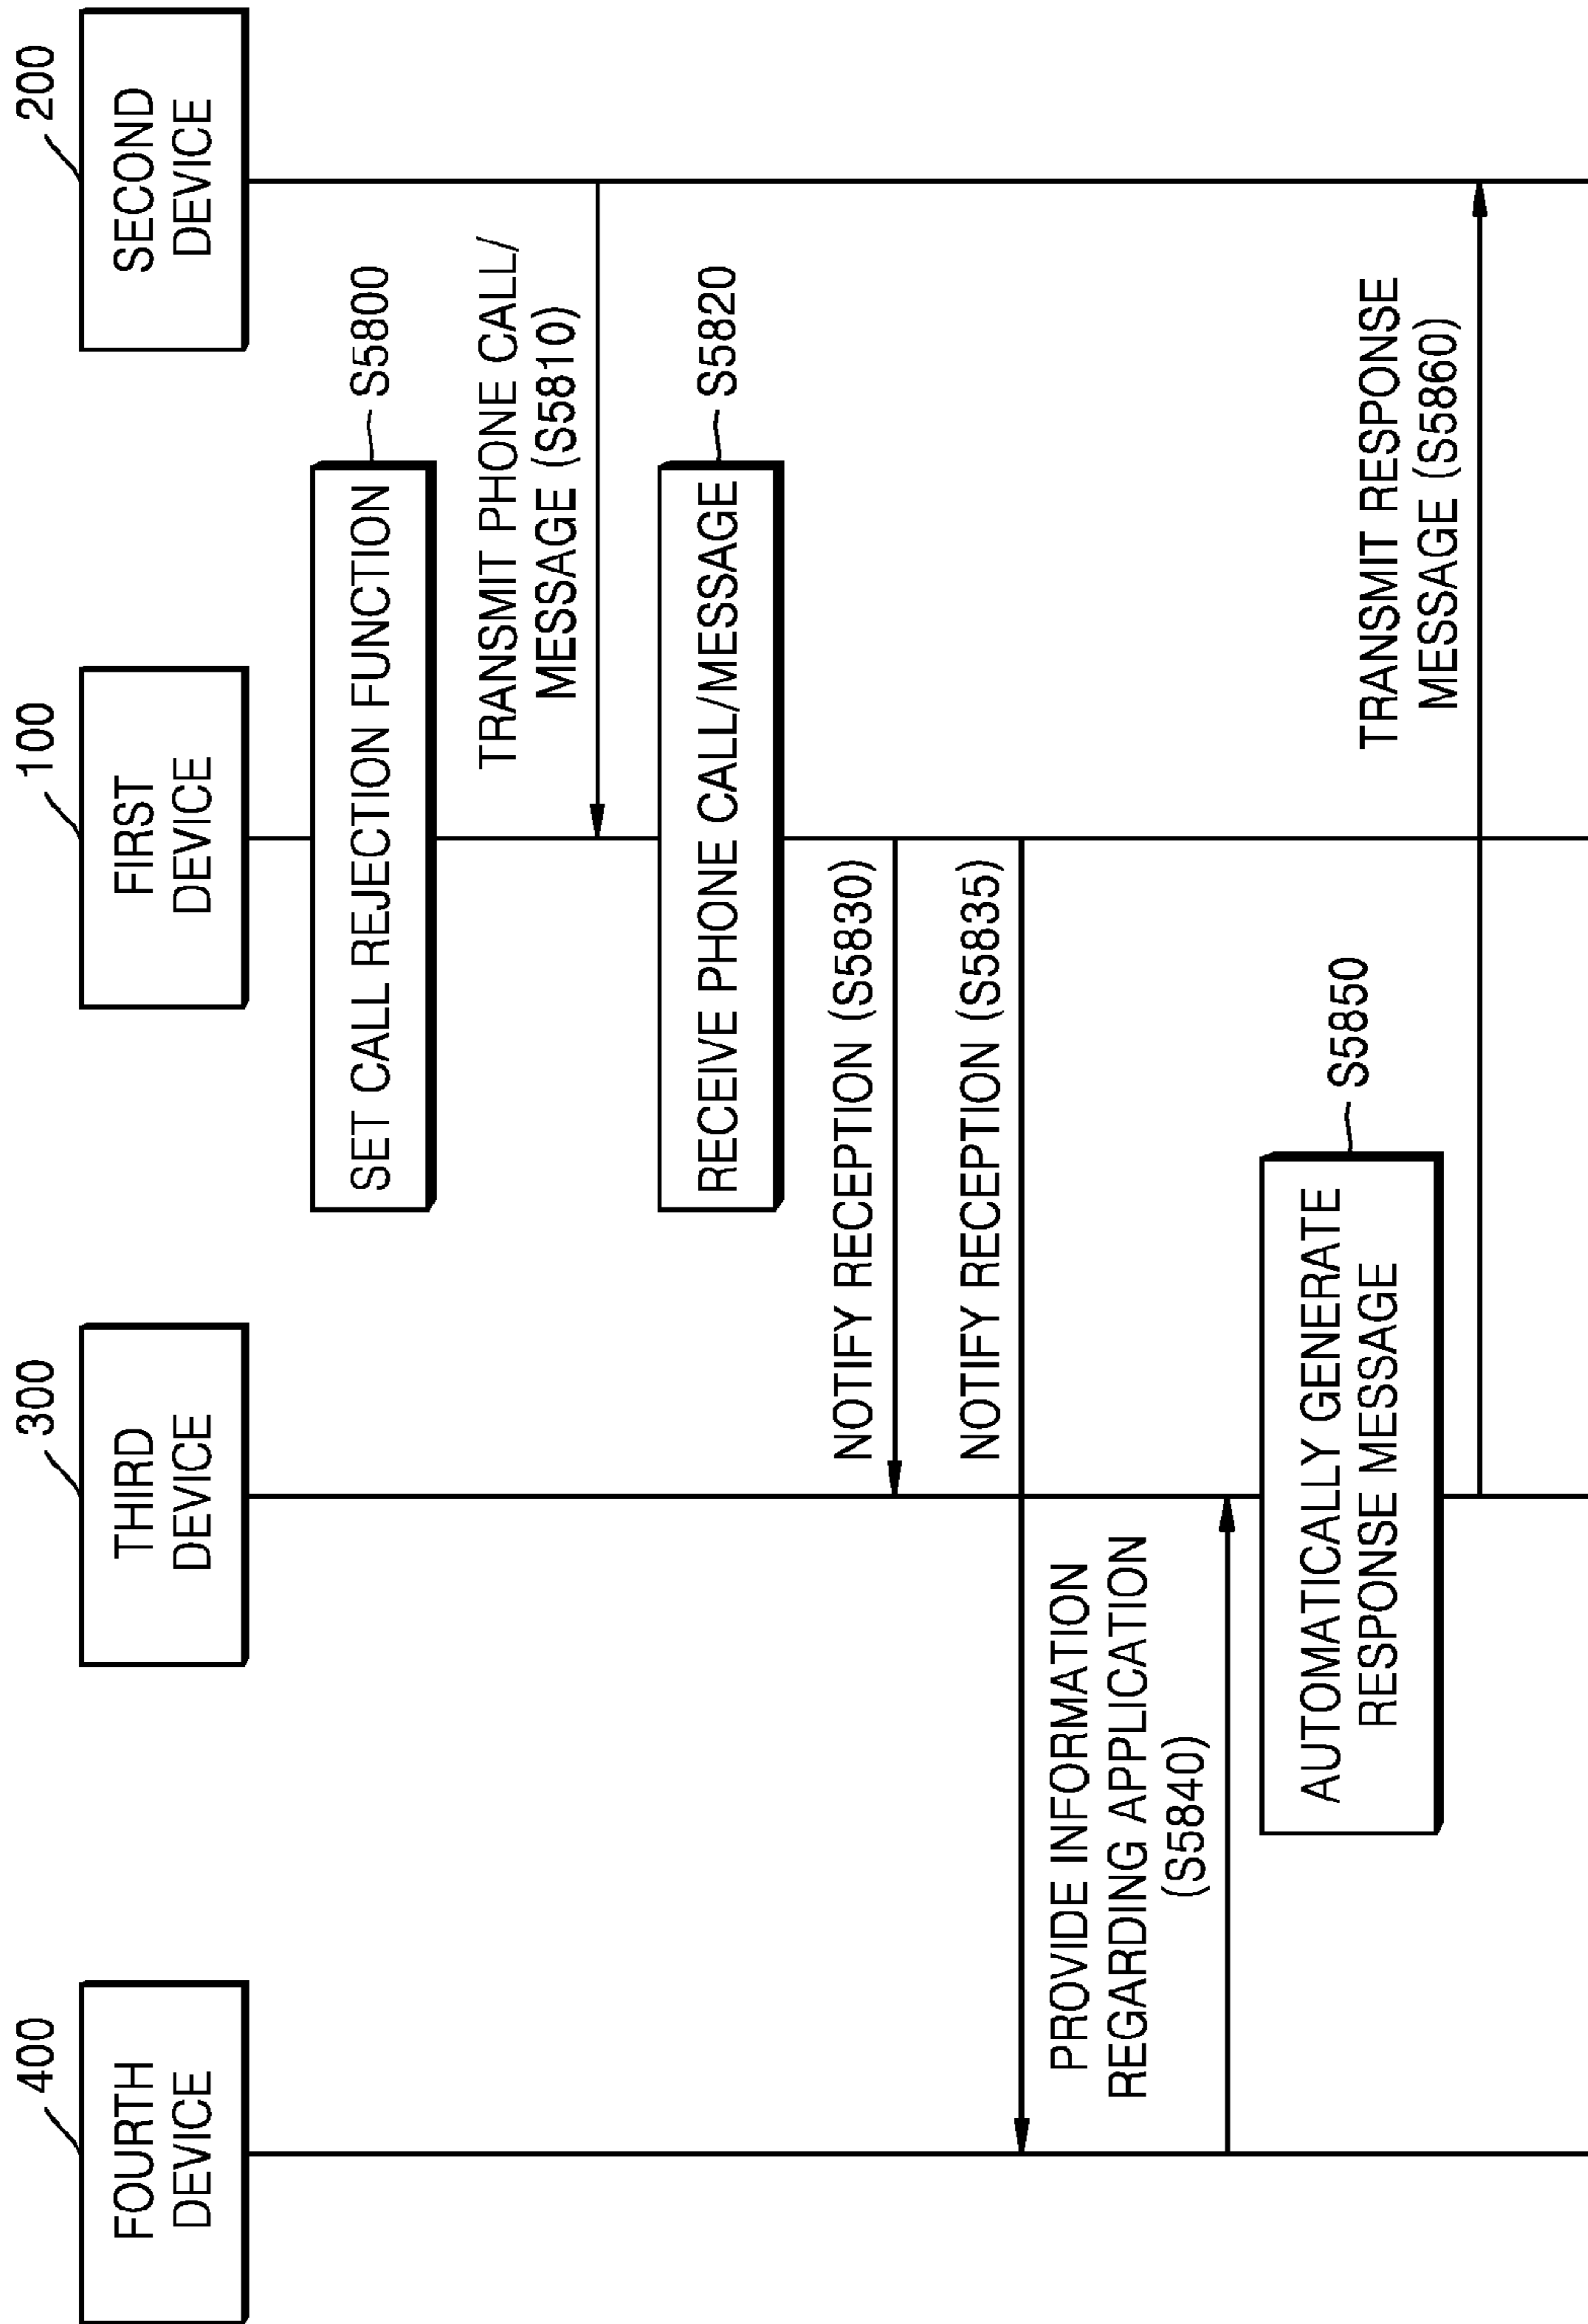 400
300
100
200
FOURTH
DEVICE
THIRD
DEVICE
FIRST
DEVICE
SECOND
DEVICE
SET CALL REJECTION FUNCTION
S5800
TRANSMIT PHONE CALL/
MESSAGE (S5810)
RECEIVE PHONE CALL/MESSAGE
S5820
NOTIFY RECEPTION (S5830)
NOTIFY RECEPTION (S5835)
PROVIDE INFORMATION
REGARDING APPLICATION
(S5840)
AUTOMATICALLY GENERATE
RESPONSE MESSAGE
S5850
TRANSMIT RESPONSE
MESSAGE (S5860)